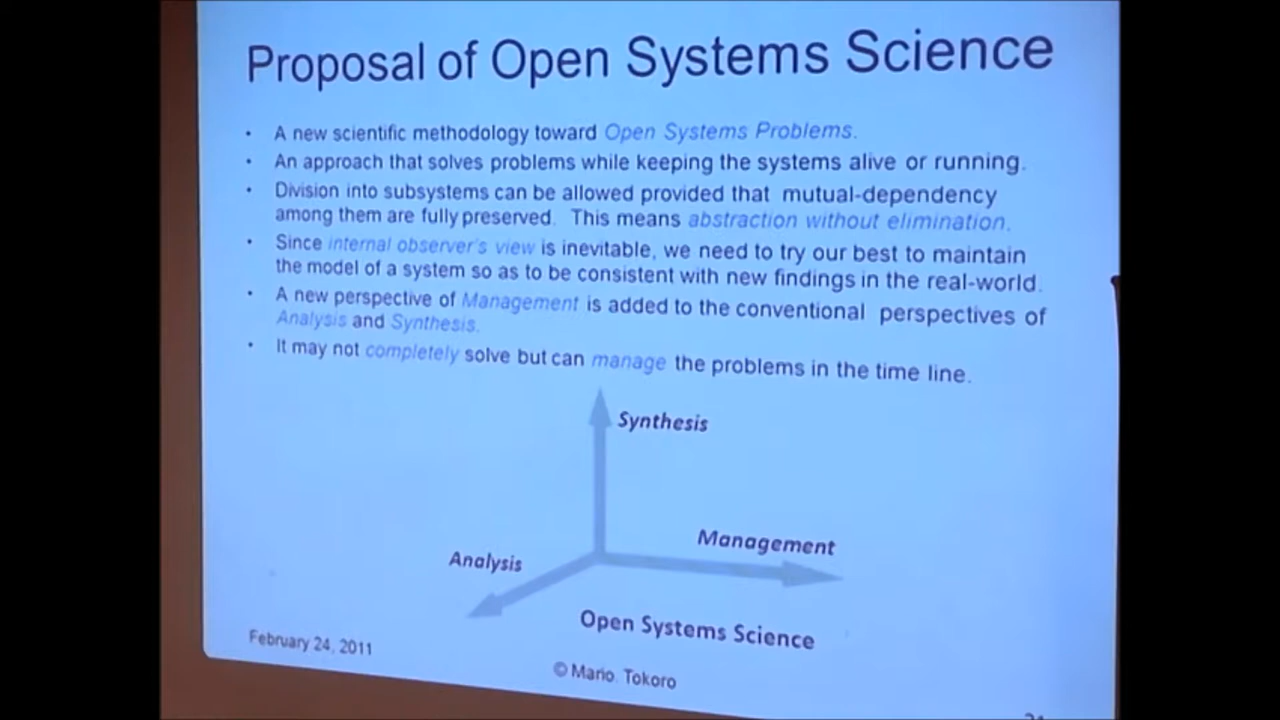 Proposal of Open Systems Science
• A new scientific methodology toward Open Systems Problems.
• An approach that solves problems while keeping the systems alive or running.
• Division into subsystems can be allowed provided that mutual-dependency
among them are fully preserved. This means abstraction without elimination.
• Since internal observer's view is inevitable, we need to try our best to maintain
the model of a system so as to be consistent with new findings in the real-world.
• A new perspective of Management is added to the conventional perspectives of
Analysis and Synthesis.
• It may not completely solve but can manage the problems in the time line.
Synthesis
Management
Analysis
Open Systems Science
February 24, 2011
© Mario. Tokoro